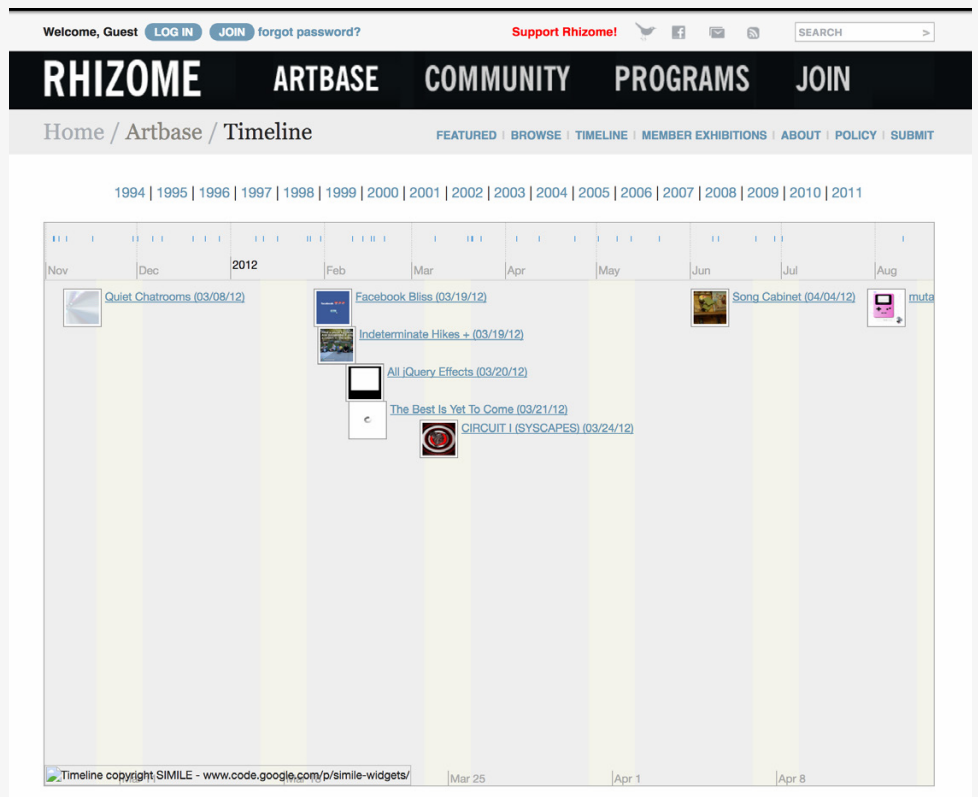 Welcome, Guest LOG IN JOIN forgot password? Support Rhizome! SEARCH >
RHIZOME ARTBASE COMMUNITY PROGRAMS JOIN
Home / Artbase / Timeline FEATURED | BROWSE | TIMELINE | MEMBER EXHIBITIONS | ABOUT | POLICY | SUBMIT
1994 | 1995 | 1996 | 1997 | 1998 | 1999 | 2000 | 2001 | 2002 | 2003 | 2004 | 2005 | 2006 | 2007 | 2008 | 2009 | 2010 | 2011
Nov Dec 2012 Feb Mar Apr May Jun Jul Aug
Quiet Chatrooms (03/08/12) Facebook Bliss (03/19/12) Song Cabinet (04/04/12) muta
Indeterminate Hikes + (03/19/12)
All jQuery Effects (03/20/12)
The Best Is Yet To Come (03/21/12)
CIRCUIT I (SYSCAPES) (03/24/12)
Timeline copyright SIMILE - www.code.google.com/p/simile-widgets/ Mar 25 Apr 1 Apr 8